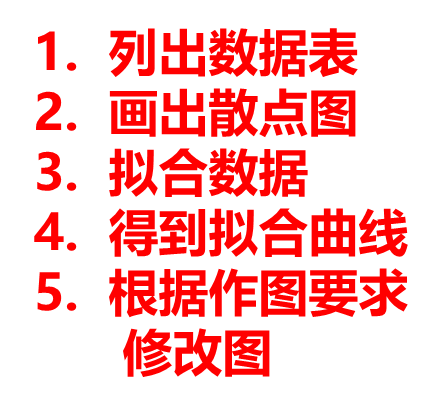 1. 列出数据表
2. 画出散点图
3. 拟合数据
4. 得到拟合曲线
5. 根据作图要求
修改图